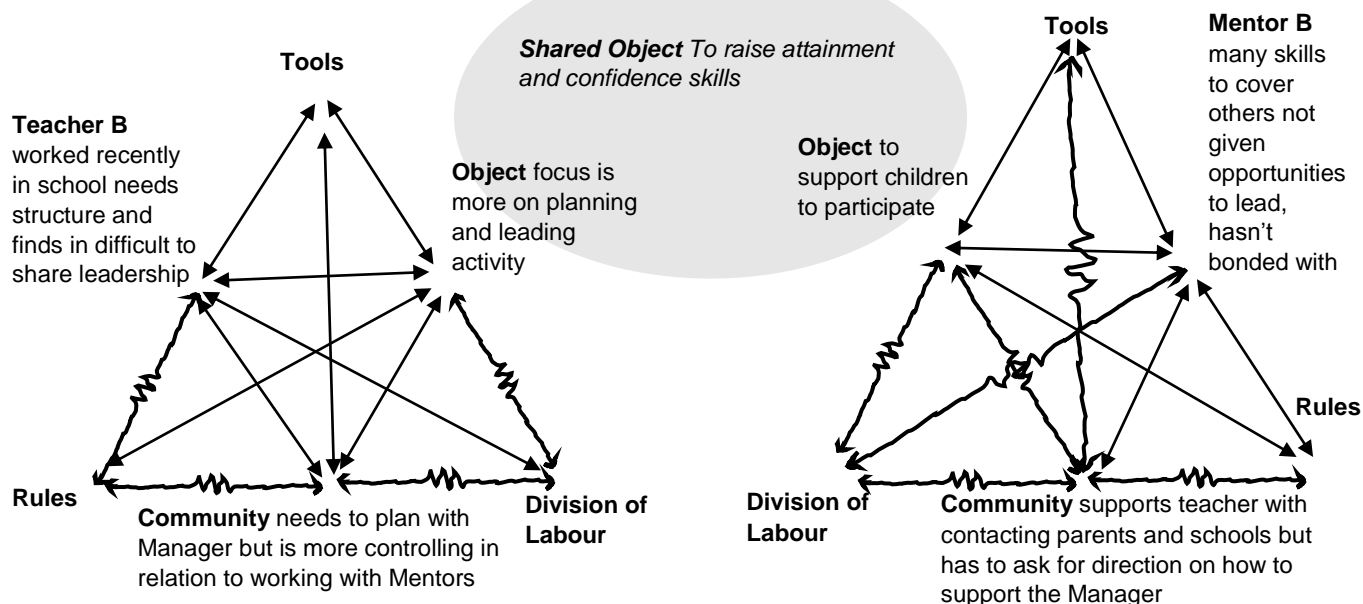 Shared Object To raise attainment
and confidence skills
Tools
Teacher B
worked recently
in school needs
structure and
finds in difficult to
share leadership
Object focus is
more on planning
and leading
activity
Rules
Community needs to plan with
Manager but is more controlling in
relation to working with Mentors
Division of
Labour
Tools
Mentor B
many skills
to cover
others not
given
opportunities
to lead,
hasn't
bonded with
Object to
support children
to participate
Rules
Division of
Labour
Community supports teacher with
contacting parents and schools but
has to ask for direction on how to
support the Manager